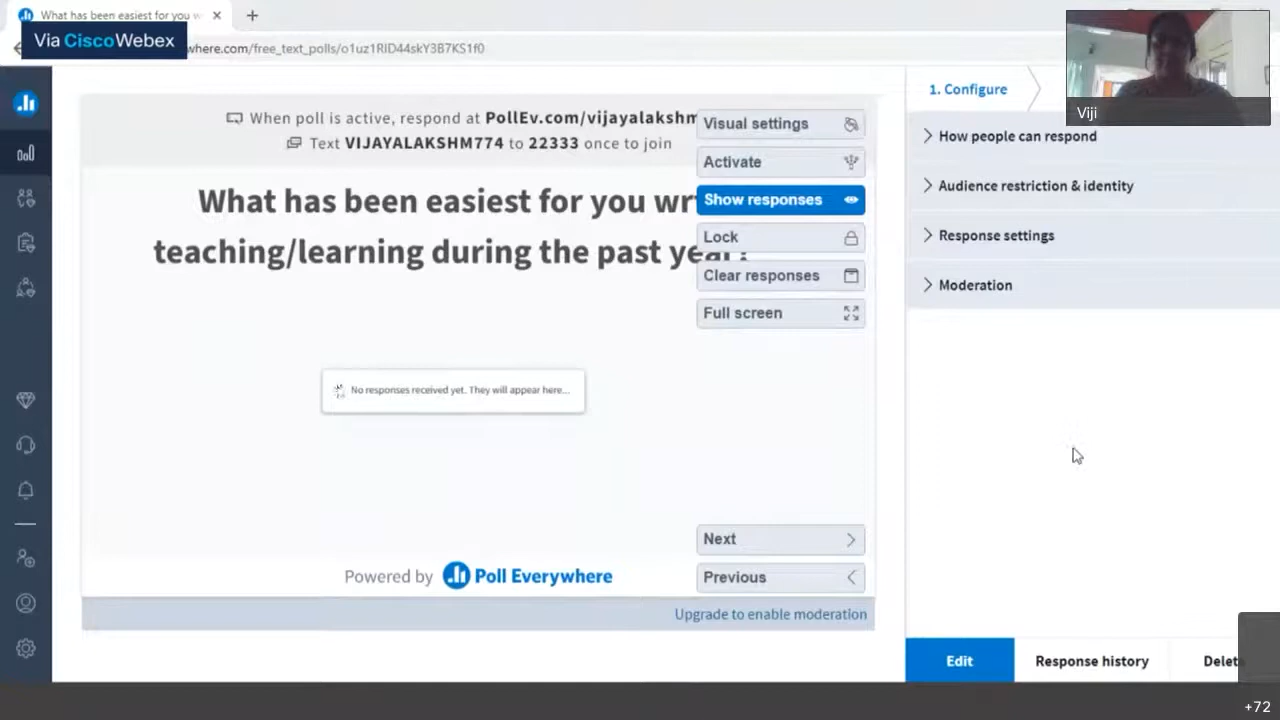 What has been easiest for you w
Via CiscoWebex
where.com/free_text_polls/o1uz1RID44skY3B7KS1f0
1. Configure
Viji
When poll is active, respond at PollEv.com/vijayalakshm
Text VIJAYALAKSHM774 to 22333 once to join
What has been easiest for you wr
teaching/learning during the past year?
Visual settings
Activate
Show responses
Lock
Clear responses
Full screen
How people can respond
Audience restriction & identity
Response settings
Moderation
No responses received yet. They will appear here...
Next
Previous
Powered by Poll Everywhere
Upgrade to enable moderation
Edit
Response history
Delete
+72